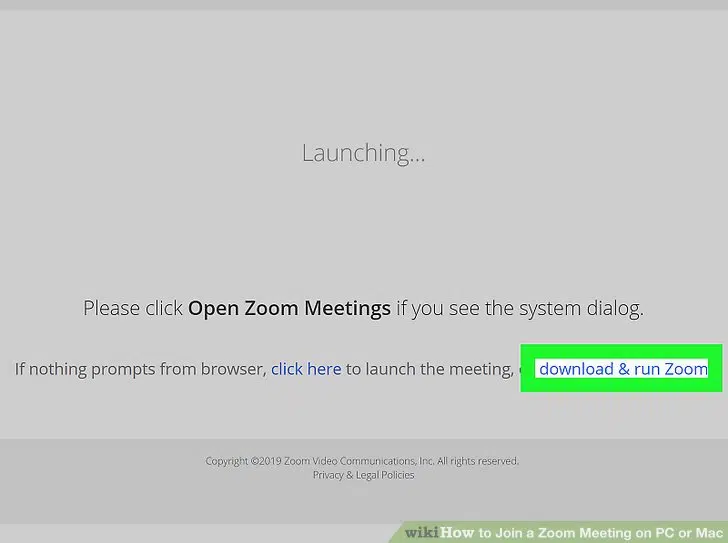 Launching...
Please click Open Zoom Meetings if you see the system dialog.
If nothing prompts from browser, click here to launch the meeting, download & run Zoom
Copyright ©2019 Zoom Video Communications, Inc. All rights reserved.
Privacy & Legal Policies
wikiHow to Join a Zoom Meeting on PC or Mac